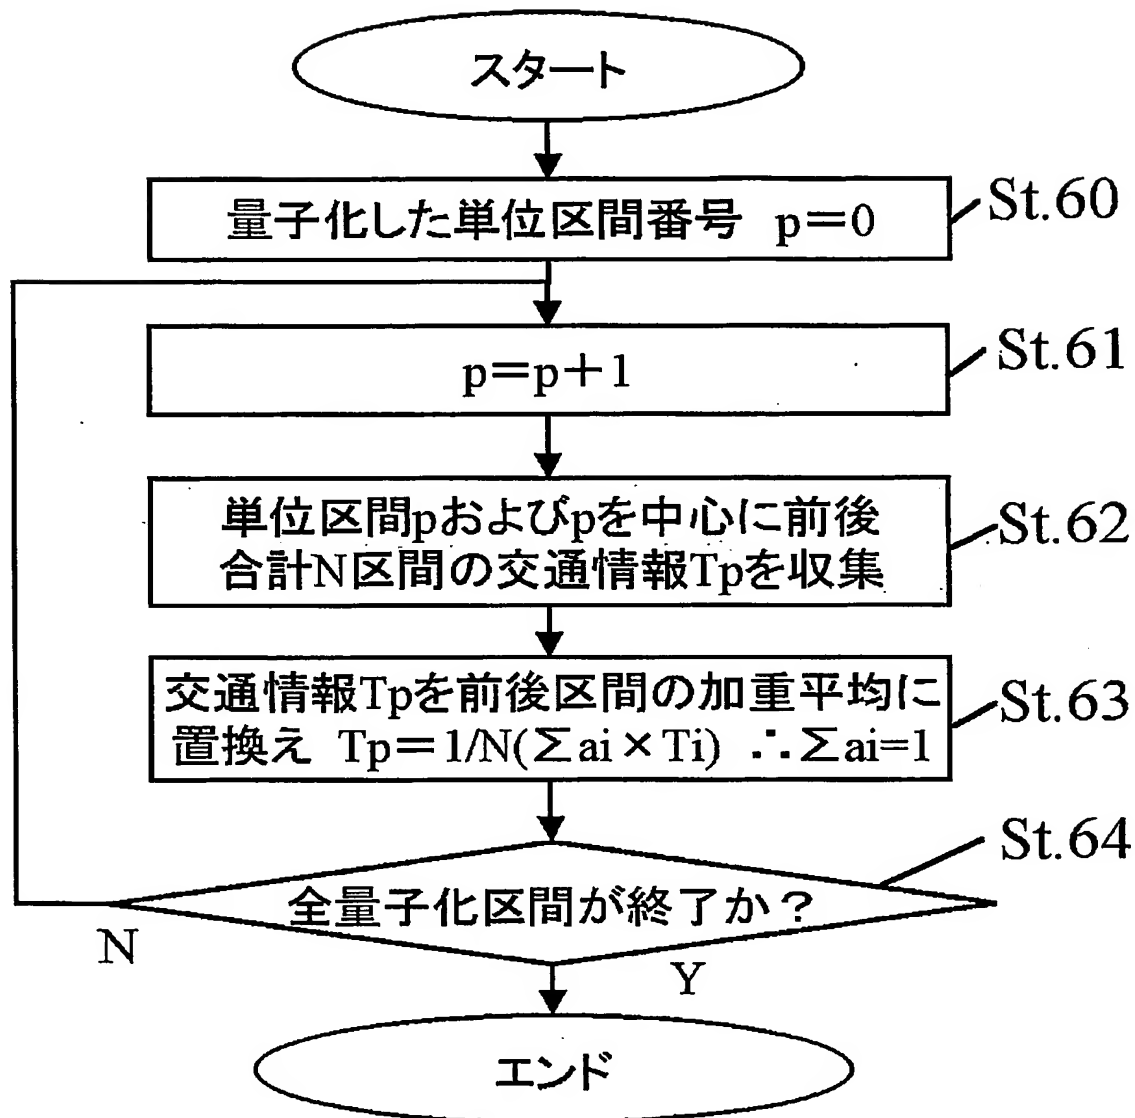 スタート
量子化した単位区間番号 p=0
St.60
p=p+1
St.61
単位区間pおよびpを中心に前後
合計N区間の交通情報Tpを収集
St.62
交通情報Tpを前後区間の加重平均に
置換え Tp=1/N(Σai×Ti) ∴Σai=1
St.63
St.64
全量子化区間が終了か?
N
Y
エンド